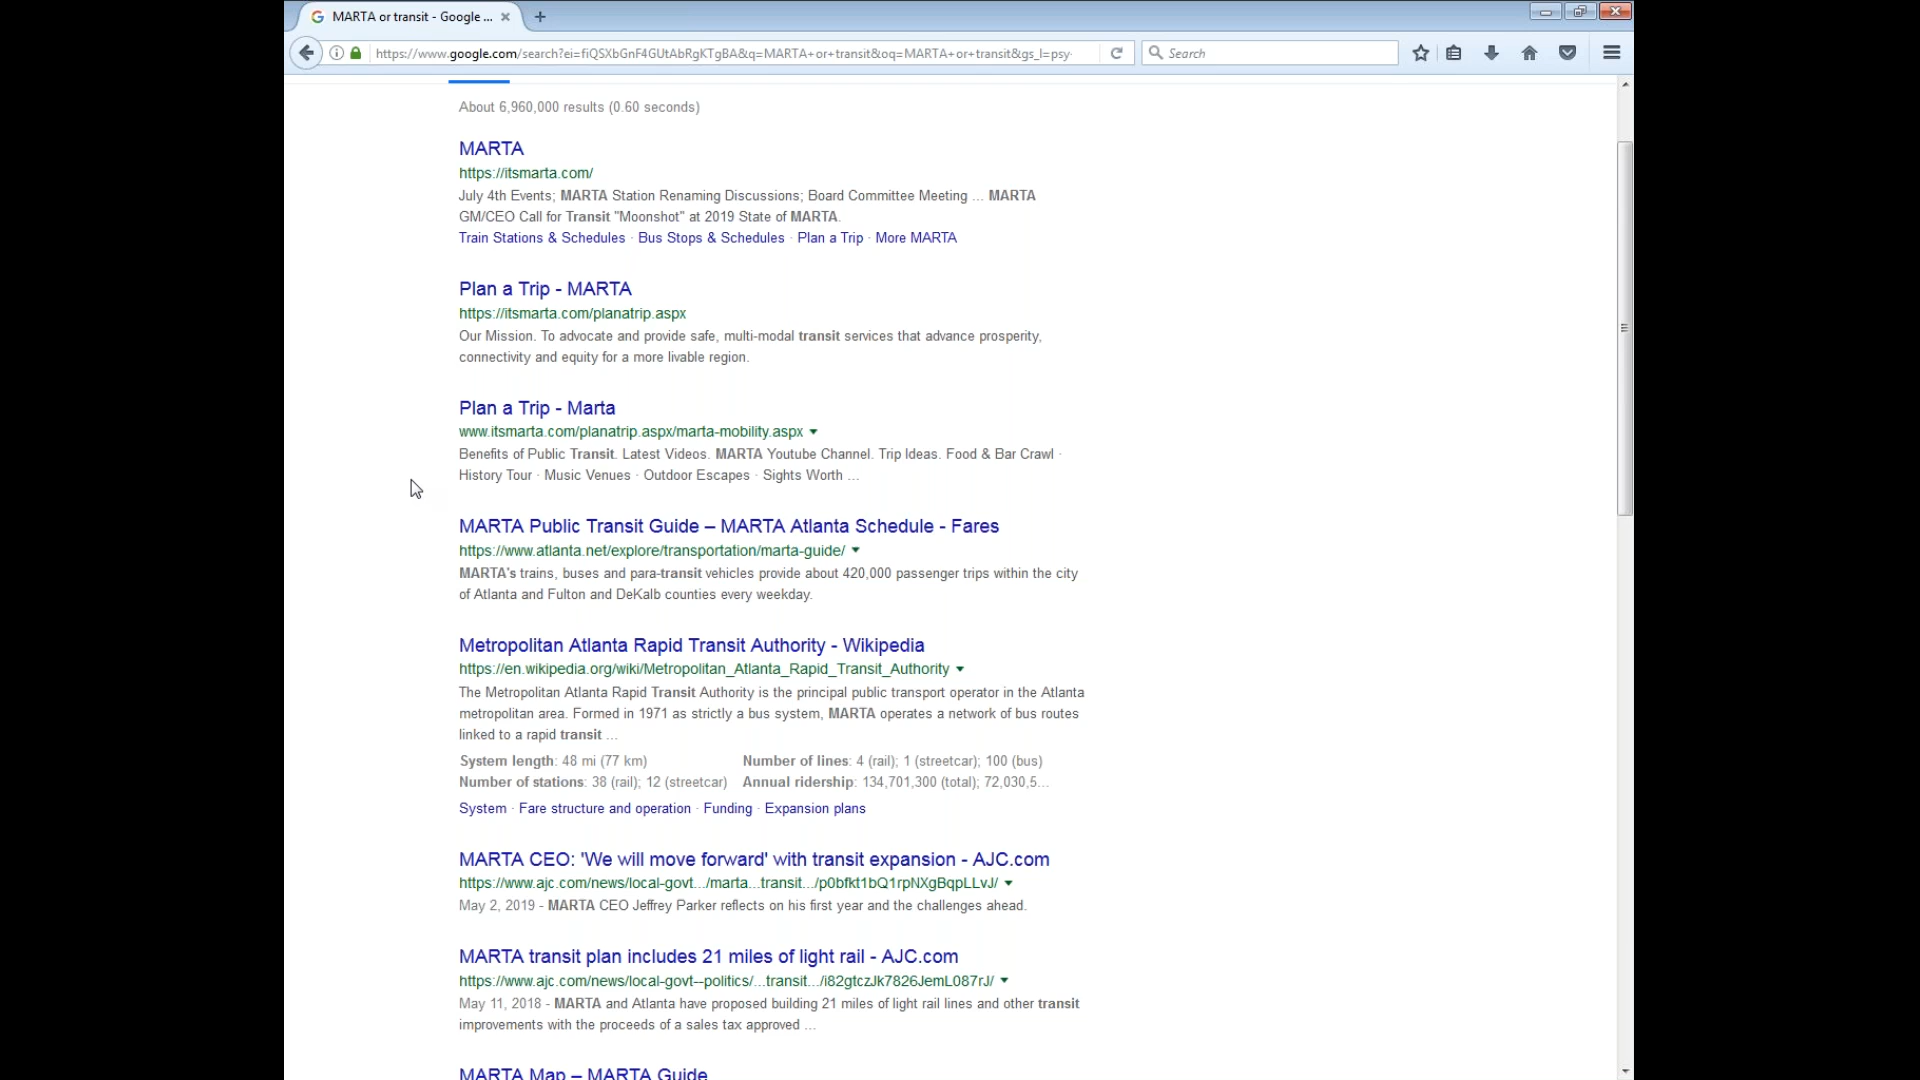 MARTA or transit - Google ...
https://www.google.com/search?ei=fiQSXbGnF4GUtAbRgKTgBA&q=MARTA+or+transit&oq=MARTA+or+transit&gs_l=psy-
Search
About 6,960,000 results (0.60 seconds)
MARTA
https://itsmarta.com/
July 4th Events; MARTA Station Renaming Discussions; Board Committee Meeting ... MARTA
GM/CEO Call for Transit "Moonshot" at 2019 State of MARTA.
Train Stations & Schedules · Bus Stops & Schedules · Plan a Trip · More MARTA
Plan a Trip - MARTA
https://itsmarta.com/planatrip.aspx
Our Mission. To advocate and provide safe, multi-modal transit services that advance prosperity,
connectivity and equity for a more livable region.
Plan a Trip - Marta
www.itsmarta.com/planatrip.aspx/marta-mobility.aspx
Benefits of Public Transit. Latest Videos. MARTA Youtube Channel. Trip Ideas. Food & Bar Crawl ·
History Tour · Music Venues · Outdoor Escapes · Sights Worth ...
MARTA Public Transit Guide – MARTA Atlanta Schedule - Fares
https://www.atlanta.net/explore/transportation/marta-guide/
MARTA's trains, buses and para-transit vehicles provide about 420,000 passenger trips within the city
of Atlanta and Fulton and DeKalb counties every weekday.
Metropolitan Atlanta Rapid Transit Authority - Wikipedia
https://en.wikipedia.org/wiki/Metropolitan_Atlanta_Rapid_Transit_Authority
The Metropolitan Atlanta Rapid Transit Authority is the principal public transport operator in the Atlanta
metropolitan area. Formed in 1971 as strictly a bus system, MARTA operates a network of bus routes
linked to a rapid transit ...
System length: 48 mi (77 km) Number of lines: 4 (rail); 1 (streetcar); 100 (bus)
Number of stations: 38 (rail); 12 (streetcar) Annual ridership: 134,701,300 (total); 72,030,5...
System · Fare structure and operation · Funding · Expansion plans
MARTA CEO: 'We will move forward' with transit expansion - AJC.com
https://www.ajc.com/news/local-govt.../marta...transit.../p0bfkt1bQ1rpNXgBqpLLvJ/
May 2, 2019 - MARTA CEO Jeffrey Parker reflects on his first year and the challenges ahead.
MARTA transit plan includes 21 miles of light rail - AJC.com
https://www.ajc.com/news/local-govt--politics/...transit.../i82gtczJk7826JemL087rJ/
May 11, 2018 - MARTA and Atlanta have proposed building 21 miles of light rail lines and other transit
improvements with the proceeds of a sales tax approved ...
MARTA Map – MARTA Guide